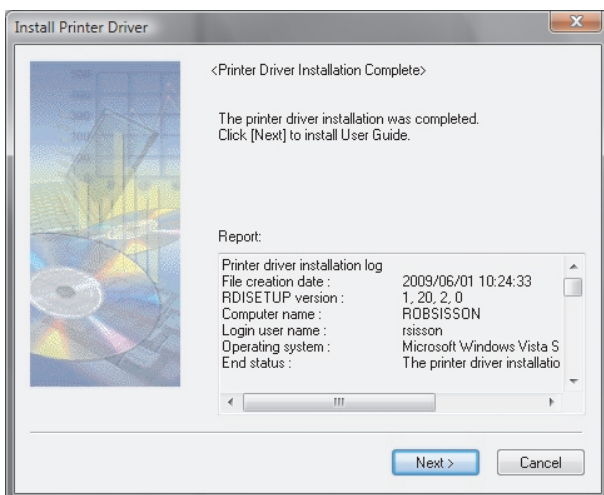 Install Printer Driver
<Printer Driver Installation Complete>
The printer driver installation was completed.
Click [Next] to install User Guide.
Report:
Printer driver installation log
File creation date : 2009/06/01 10:24:33
RDISETUP version : 1, 20, 2, 0
Computer name : ROBSISSON
Login user name : rsisson
Operating system : Microsoft Windows Vista S
End status : The printer driver installatio
Next >
Cancel